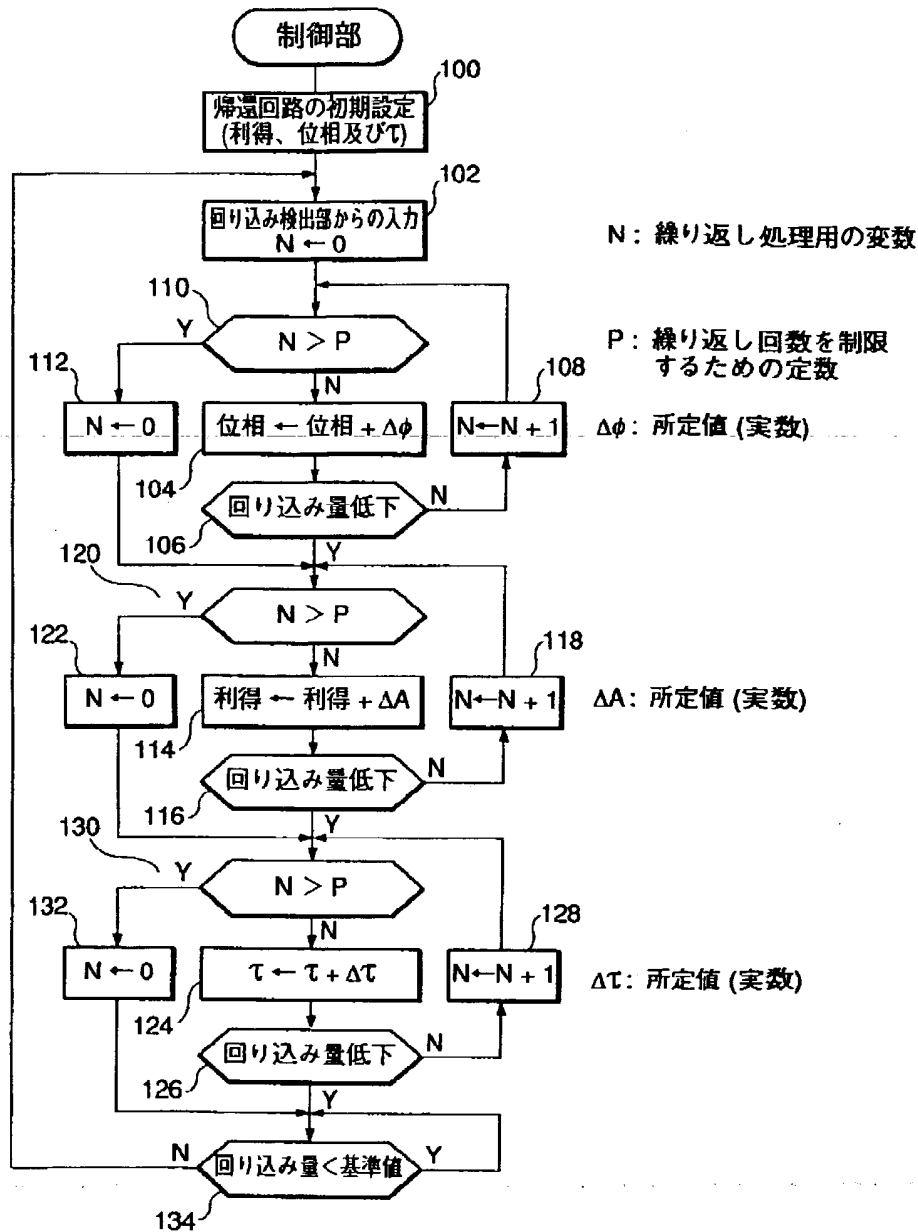 制御部
100
帰還回路の初期設定
(利得、位相及びτ)
102
回り込み検出部からの入力
N ← 0
N : 繰り返し処理用の変数
110
Y
N > P
P : 繰り返し回数を制限
するための定数
112
N
108
N ← 0
位相 ← 位相 + Δφ
N←N + 1
Δφ : 所定値 (実数)
104
回り込み量低下
N
106
Y
120
Y
N > P
122
N
118
N ← 0
利得 ← 利得 + ΔA
N←N + 1
ΔA : 所定値 (実数)
114
回り込み量低下
N
116
Y
130
Y
N > P
132
N
128
N ← 0
τ ← τ + Δτ
N←N + 1
Δτ : 所定値 (実数)
124
回り込み量低下
N
126
Y
N
回り込み量 < 基準値
Y
134